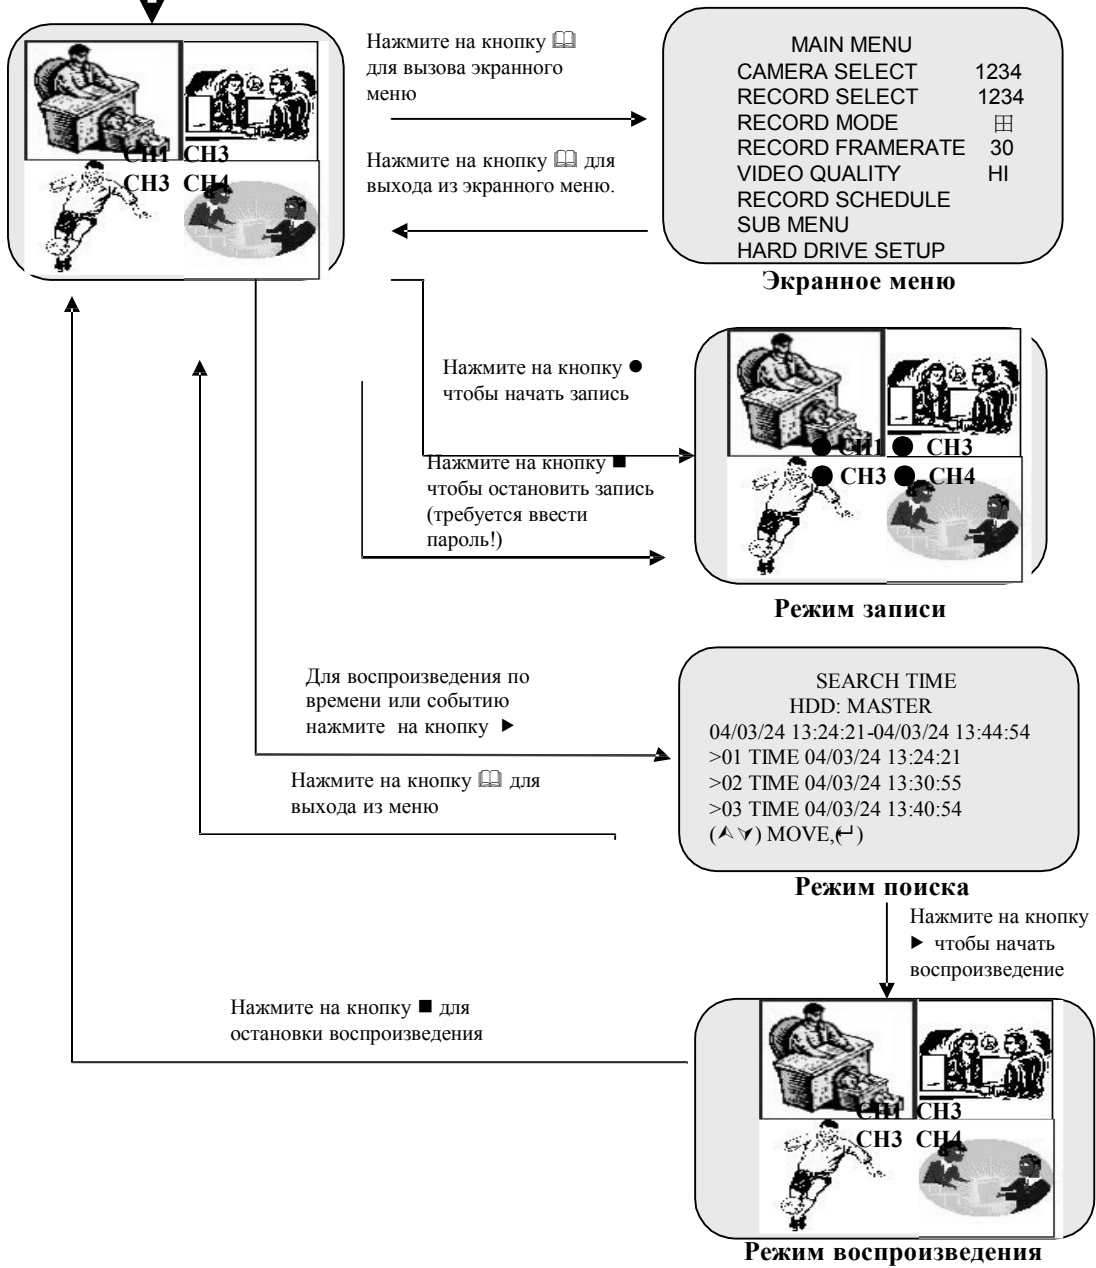 CH1 CH3
CH3 CH4
Нажмите на кнопку 🕮
для вызова экранного
меню
Нажмите на кнопку 🕮 для
выхода из экранного меню.
MAIN MENU
CAMERA SELECT 1234
RECORD SELECT 1234
RECORD MODE 田
RECORD FRAMERATE 30
VIDEO QUALITY HI
RECORD SCHEDULE
SUB MENU
HARD DRIVE SETUP
Экранное меню
Нажмите на кнопку ●
чтобы начать запись
Нажмите на кнопку ■
чтобы остановить запись
(требуется ввести
пароль!)
● CH1 ● CH3
● CH3 ● CH4
Режим записи
Для воспроизведения по
времени или событию
нажмите на кнопку ►
Нажмите на кнопку 🕮 для
выхода из меню
SEARCH TIME
HDD: MASTER
04/03/24 13:24:21-04/03/24 13:44:54
>01 TIME 04/03/24 13:24:21
>02 TIME 04/03/24 13:30:55
>03 TIME 04/03/24 13:40:54
(⮝⮟) MOVE,(↵)
Режим поиска
Нажмите на кнопку
► чтобы начать
воспроизведение
Нажмите на кнопку ■ для
остановки воспроизведения
CH1 CH3
CH3 CH4
Режим воспроизведения